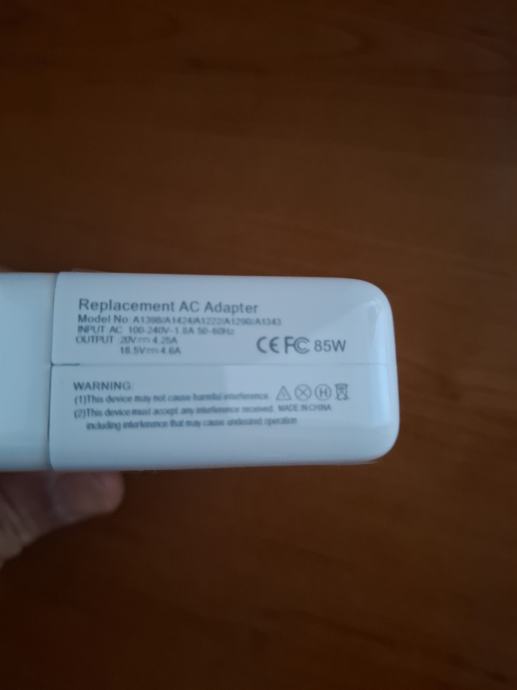 Replacement AC Adapter
Model No: A1398/A1424/A1222/A1290/A1343
INPUT AC 100-240V~1.8A 50-60Hz
OUTPUT 20V⎓4.25A
18.5V⎓4.6A
CE FC 85W
WARNING:
(1)This device may not cause harmful interference.
(2)This device must accept any interference received. MADE IN CHINA
including interference that may cause undesired operation